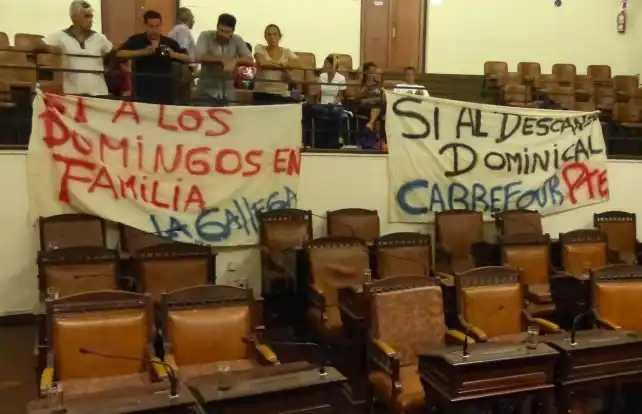 SI A LOS
DOMINGOS EN
FAMILIA
LA GALLEGA
SI AL DESCANSO
DOMINICAL
CARREFOUR PTE